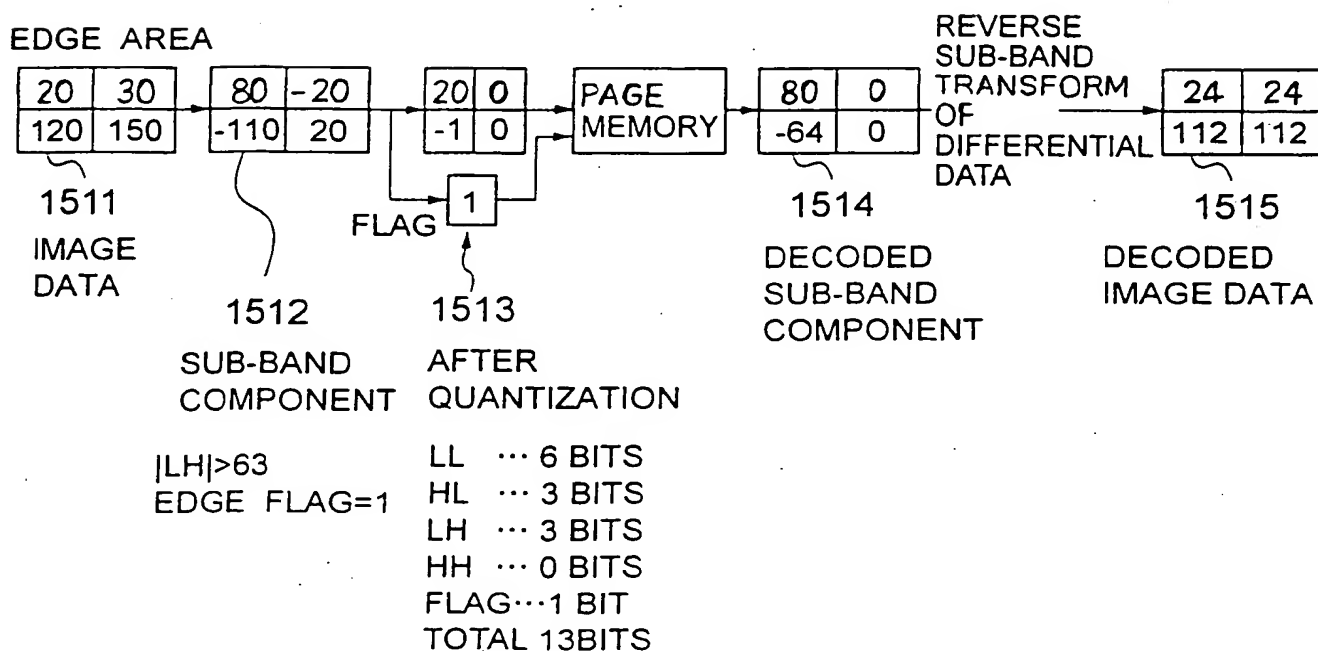 EDGE AREA
20 30
120 150
1511
IMAGE
DATA
80 -20
-110 20
1512
SUB-BAND
COMPONENT
|LH|>63
EDGE FLAG=1
20 0
-1 0
FLAG 1
1513
AFTER
QUANTIZATION
LL ··· 6 BITS
HL ··· 3 BITS
LH ··· 3 BITS
HH ··· 0 BITS
FLAG···1 BIT
TOTAL 13BITS
PAGE
MEMORY
80 0
-64 0
1514
DECODED
SUB-BAND
COMPONENT
REVERSE
SUB-BAND
TRANSFORM
OF
DIFFERENTIAL
DATA
24 24
112 112
1515
DECODED
IMAGE DATA